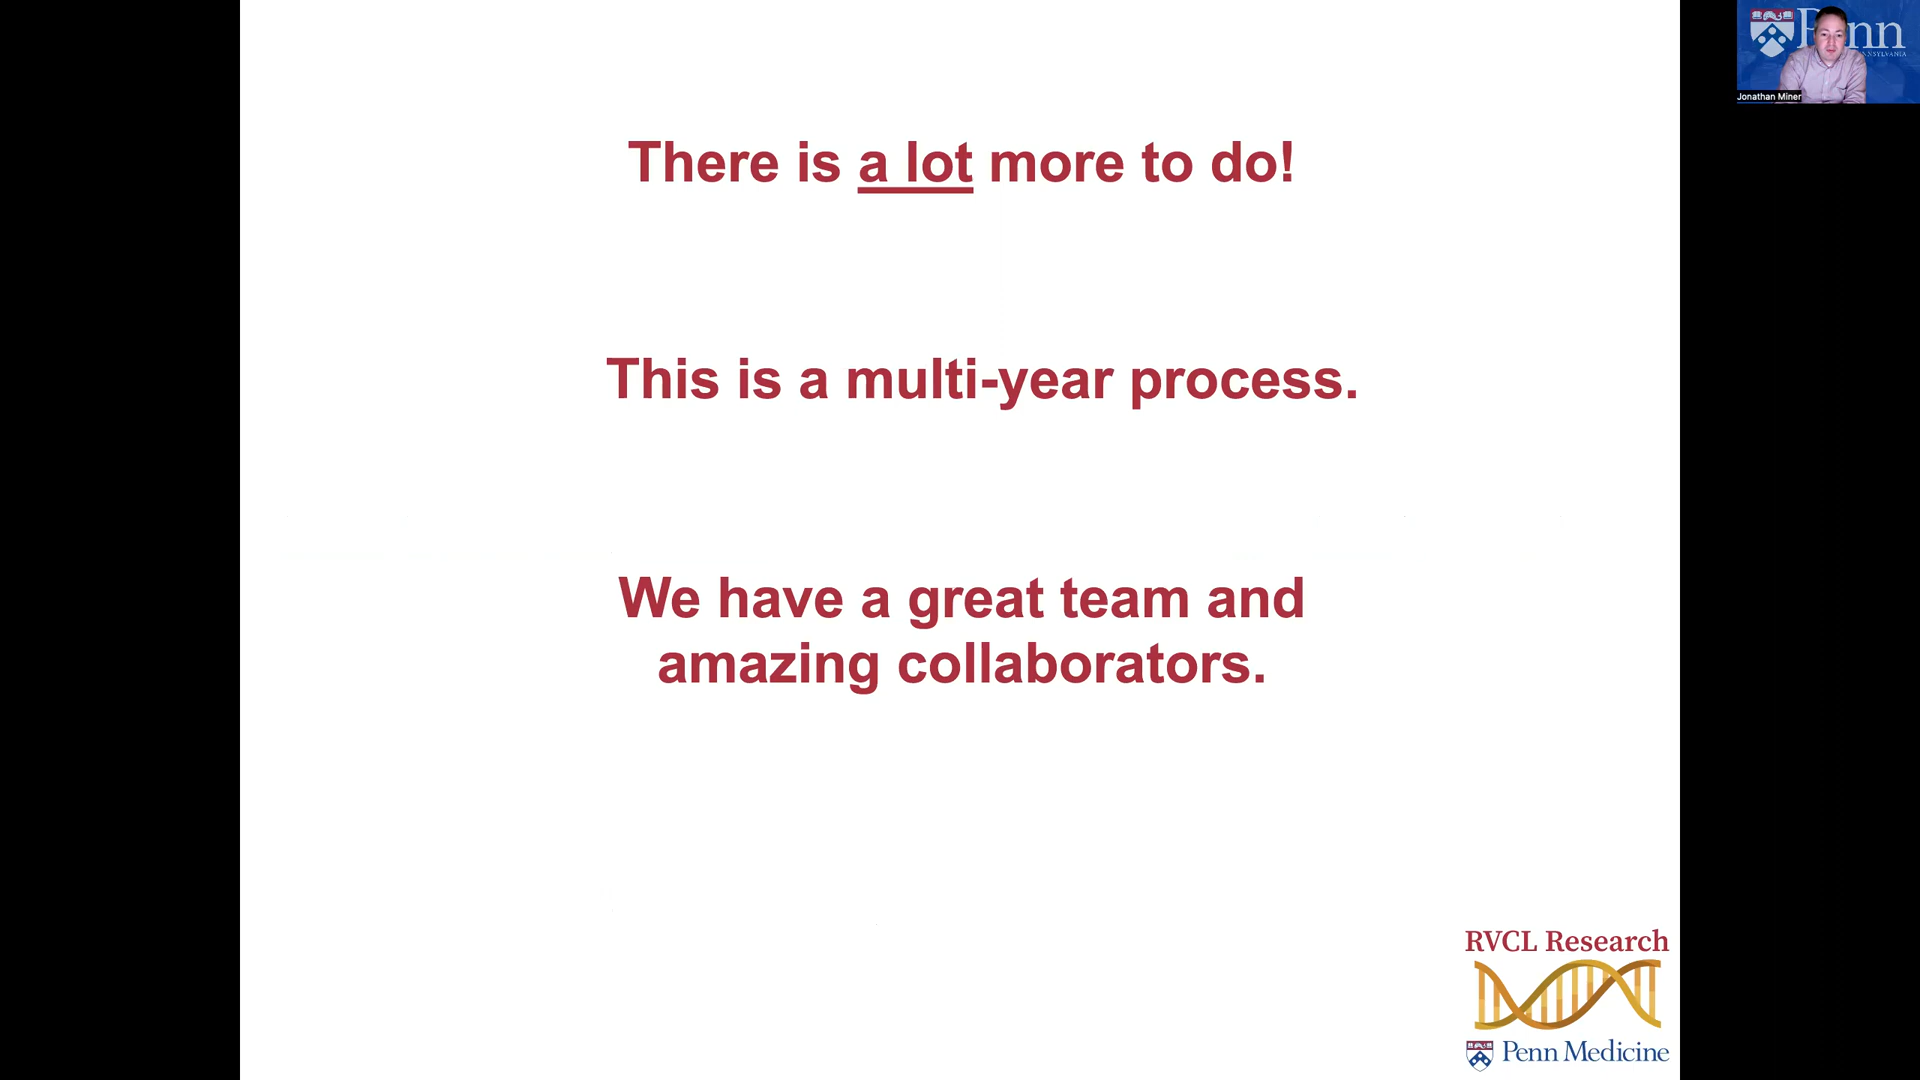 There is a lot more to do!
This is a multi-year process.
We have a great team and
amazing collaborators.
RVCL Research
Penn Medicine
Jonathan Miner